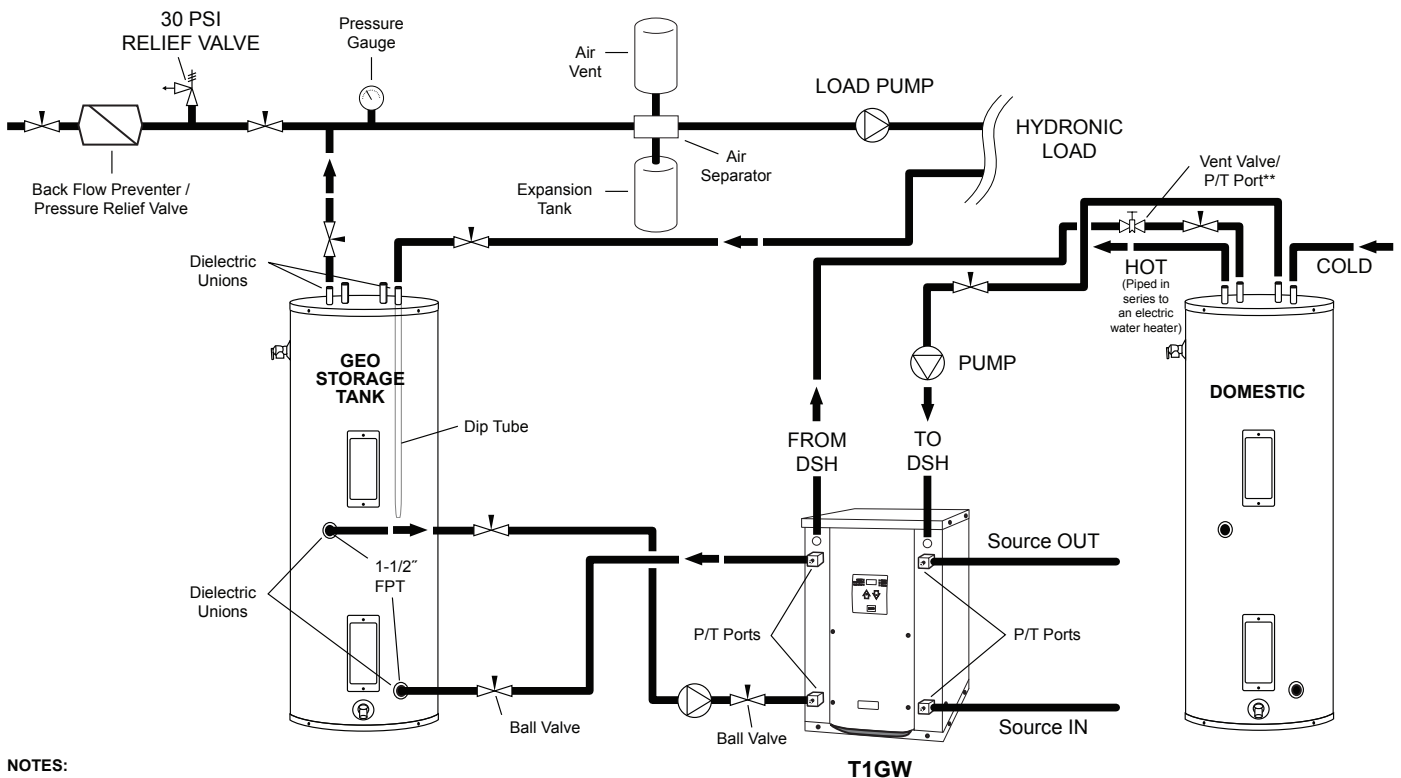 30 PSI
RELIEF VALVE
Pressure
Gauge
Air
Vent
LOAD PUMP
HYDRONIC
LOAD
Air
Separator
Vent Valve/
P/T Port**
Back Flow Preventer /
Pressure Relief Valve
Expansion
Tank
Dielectric
Unions
HOT
(Piped in
series to
an electric
water heater)
COLD
GEO
STORAGE
TANK
PUMP
DOMESTIC
Dip Tube
FROM
DSH
TO
DSH
Source OUT
1-1/2˝
FPT
Dielectric
Unions
P/T Ports
P/T Ports
Ball Valve
Ball Valve
Source IN
NOTES:
T1GW